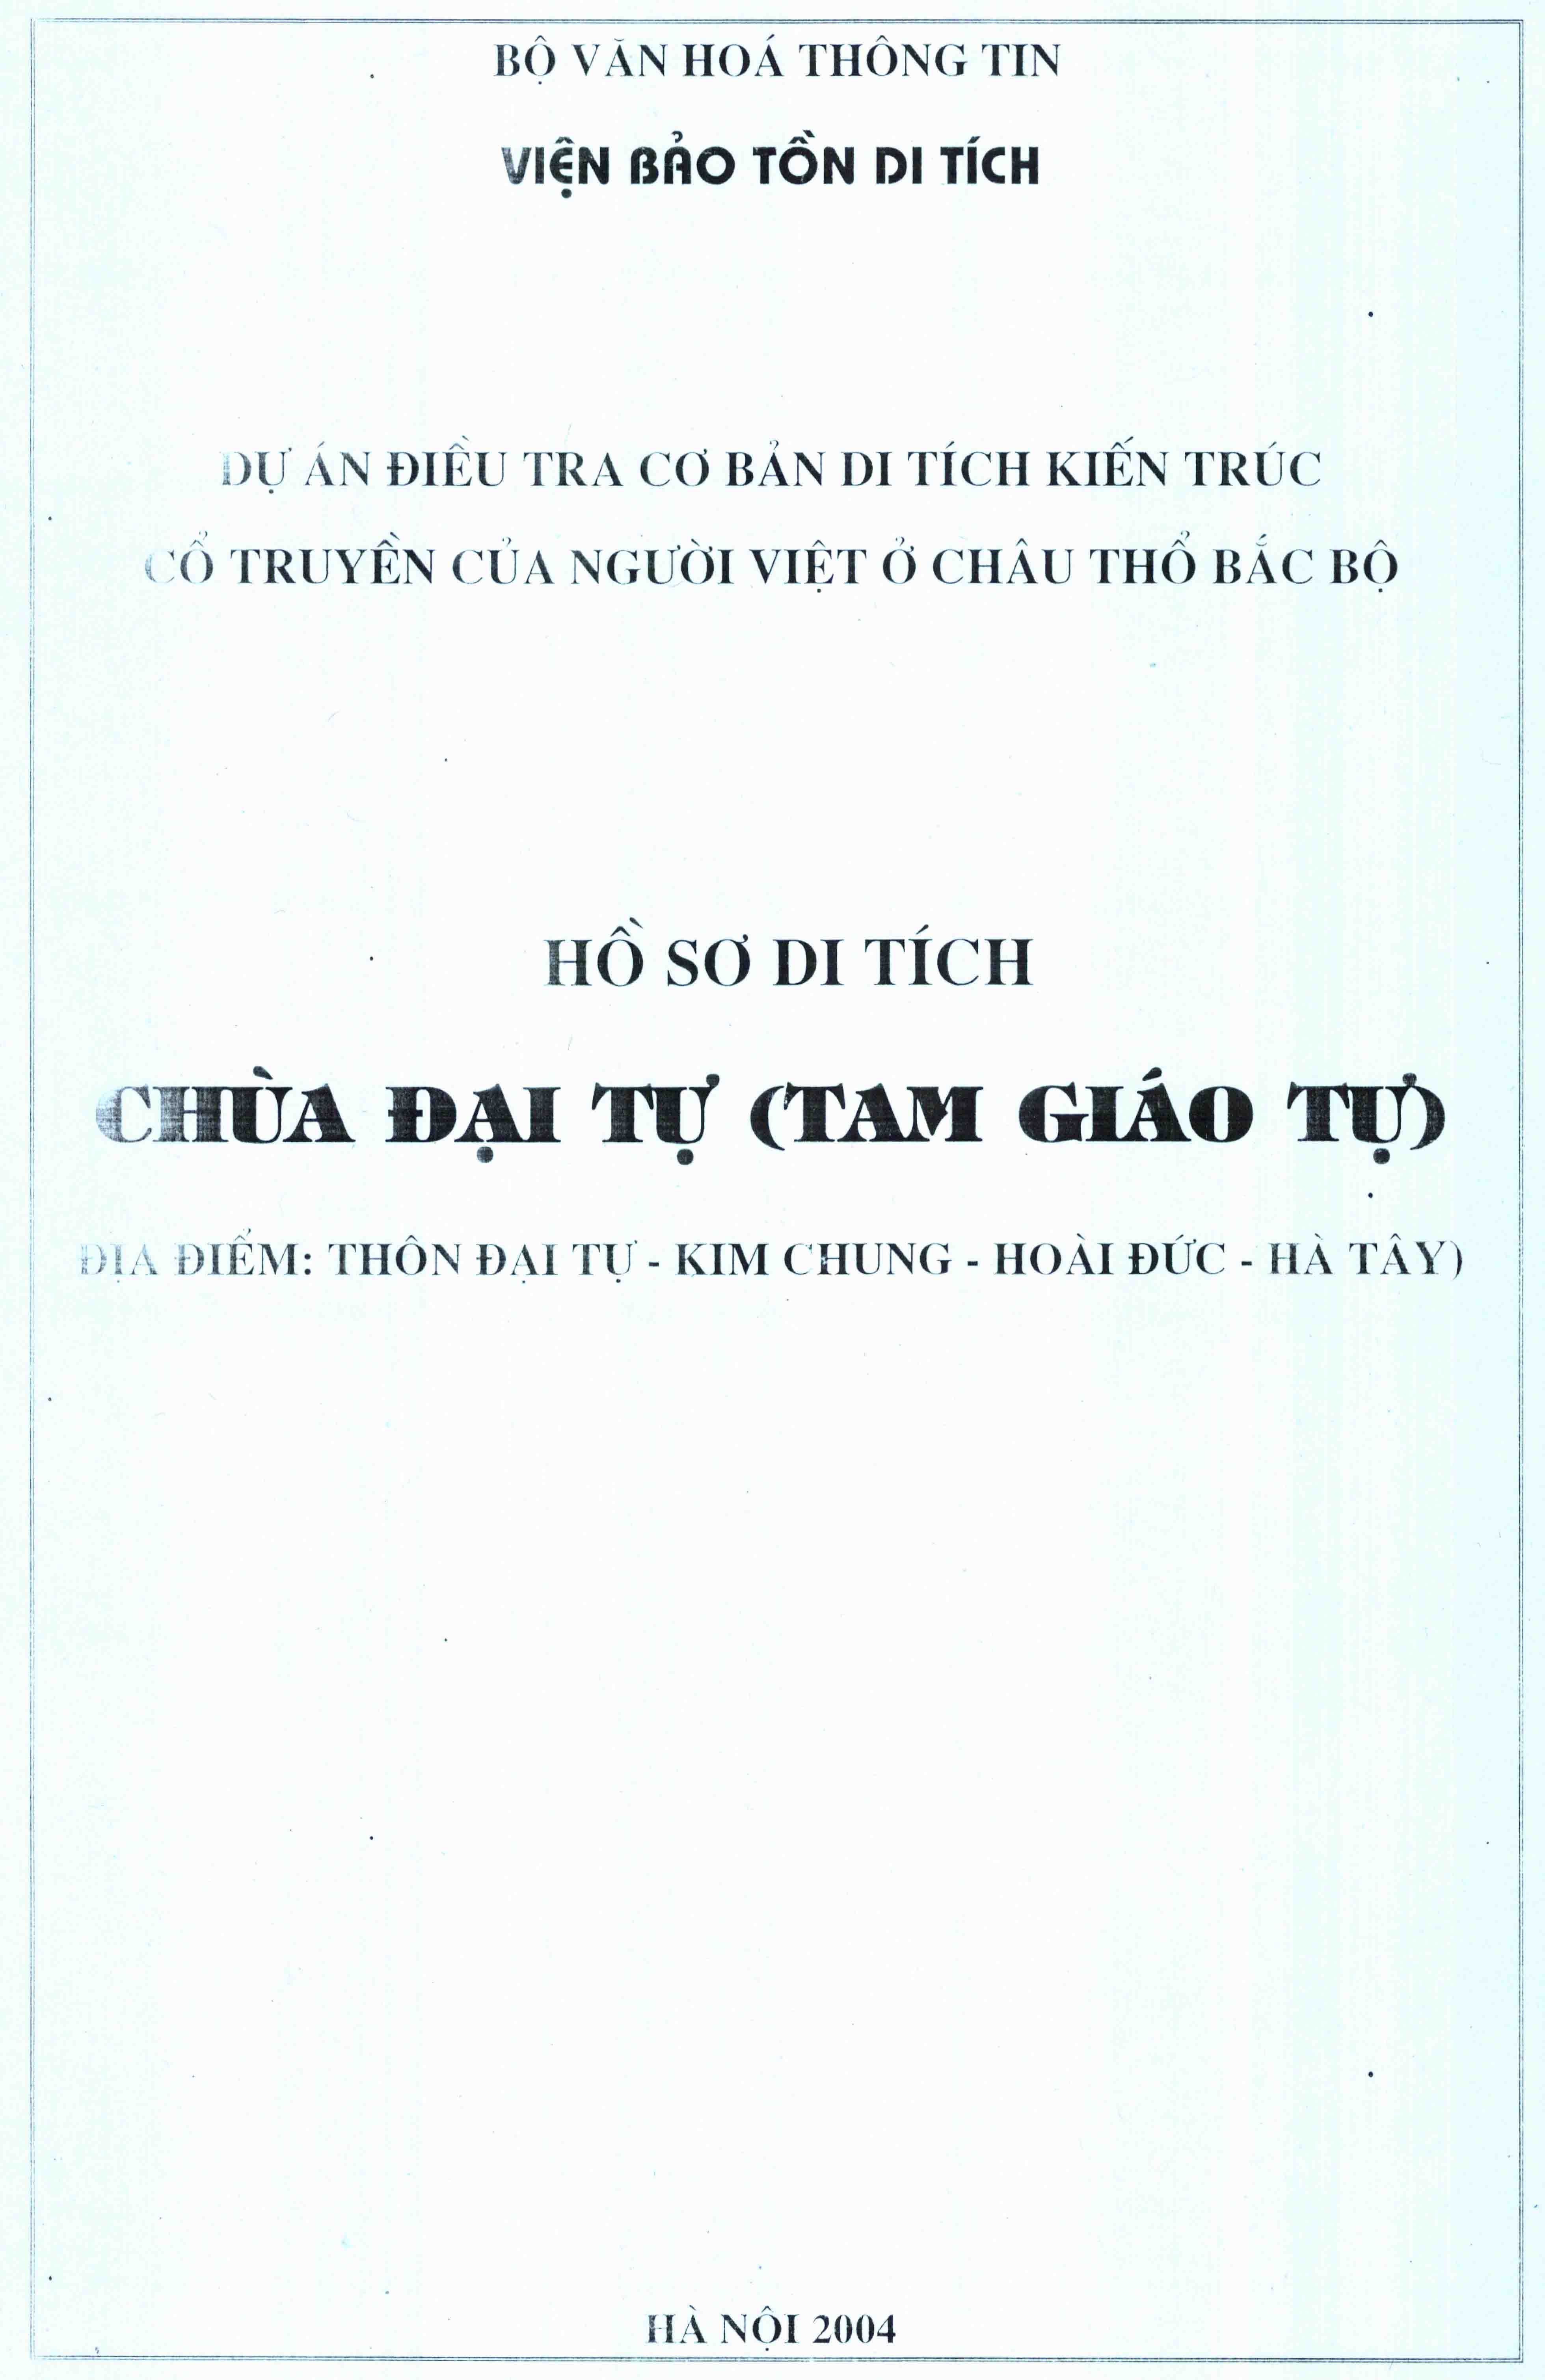 BỘ VĂN HOÁ THÔNG TIN
VIỆN BẢO TỒN DI TÍCH
DỰ ÁN ĐIỀU TRA CƠ BẢN DI TÍCH KIẾN TRÚC
CỔ TRUYỀN CỦA NGƯỜI VIỆT Ở CHÂU THỔ BẮC BỘ
HỒ SƠ DI TÍCH
CHÙA ĐẠI TỰ (TAM GIÁO TỰ)
ĐỊA ĐIỂM: THÔN ĐẠI TỰ - KIM CHUNG - HOÀI ĐỨC - HÀ TÂY)
HÀ NỘI 2004